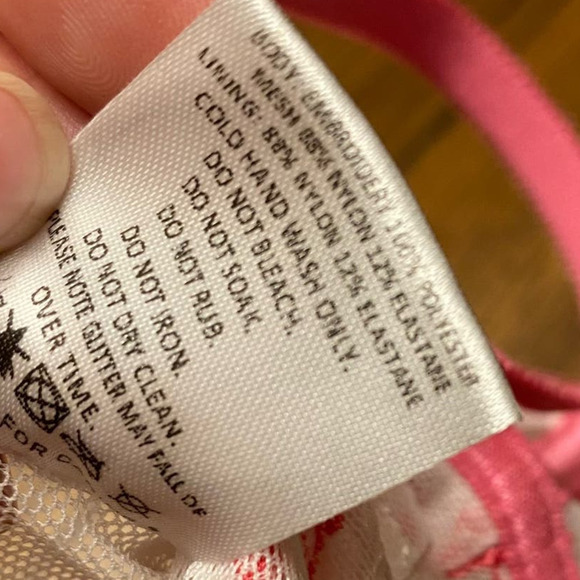 BODY EMBROIDERY 100% POLYESTER
MESH 88% NYLON 12% ELASTANE
LINING: 88% NYLON 12% ELASTANE
COLD HAND WASH ONLY.
DO NOT BLEACH.
DO NOT SOAK.
DO NOT RUB.
DO NOT IRON.
DO NOT DRY CLEAN.
PLEASE NOTE GLITTER MAY FALL OF
OVER TIME.
FOR